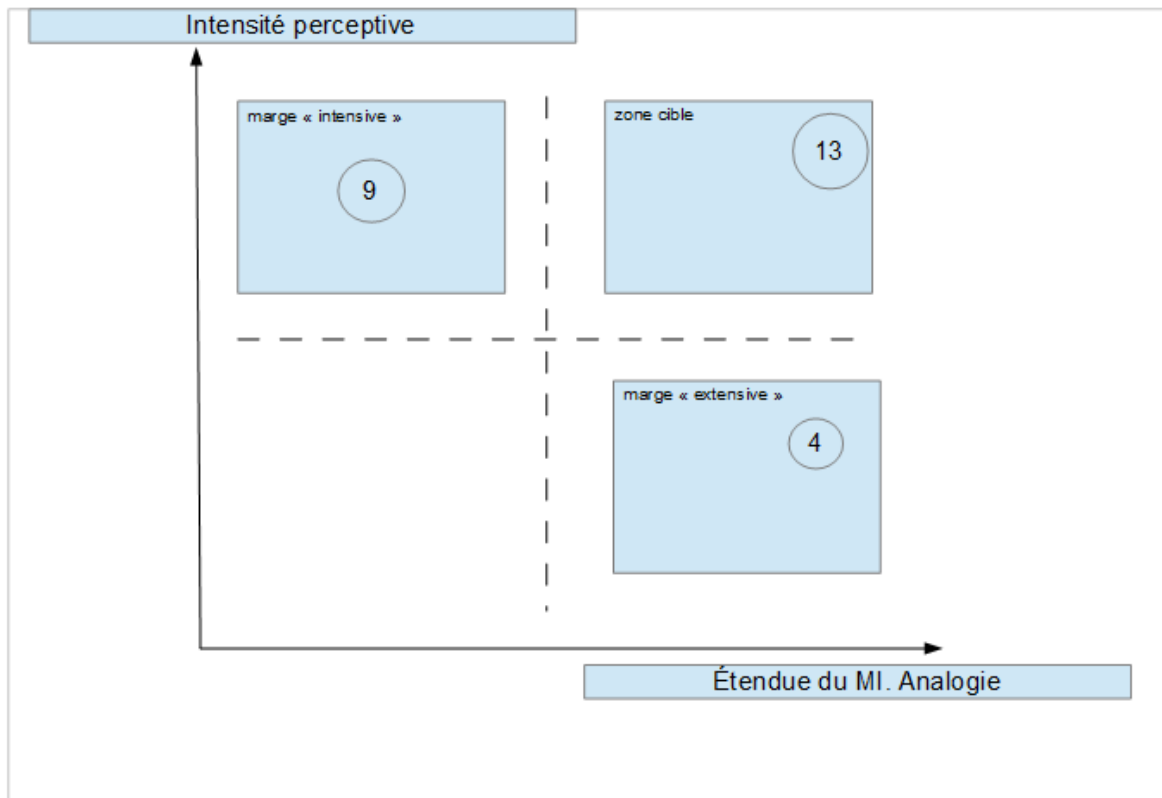 Intensité perceptive
marge « intensive »
9
zone cible
13
marge « extensive »
4
Étendue du MI. Analogie